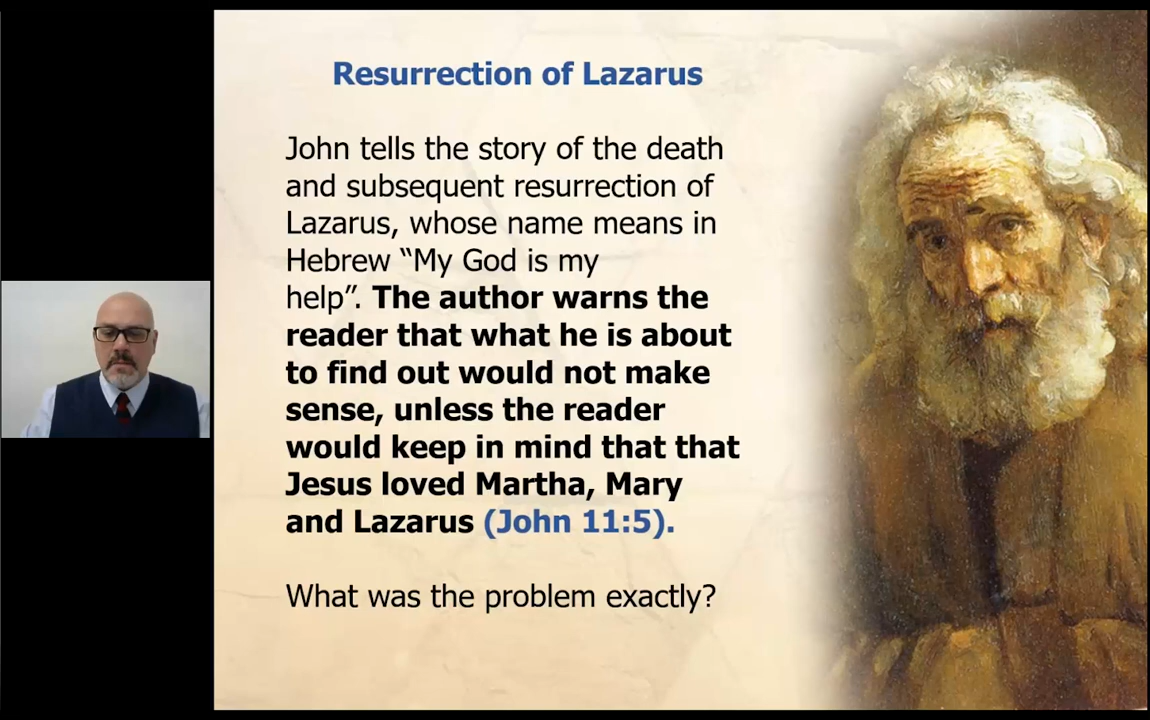 Resurrection of Lazarus
John tells the story of the death
and subsequent resurrection of
Lazarus, whose name means in
Hebrew “My God is my
help”. The author warns the
reader that what he is about
to find out would not make
sense, unless the reader
would keep in mind that that
Jesus loved Martha, Mary
and Lazarus (John 11:5).
What was the problem exactly?